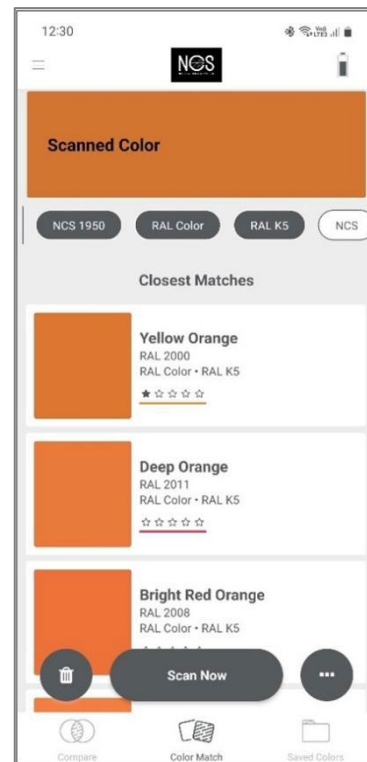 12:30
NCS
Scanned Color
NCS 1950
RAL Color
RAL K5
NCS
Closest Matches
Yellow Orange
RAL 2000
RAL Color • RAL K5
Deep Orange
RAL 2011
RAL Color • RAL K5
Bright Red Orange
RAL 2008
RAL Color • RAL K5
Scan Now
Compare
Color Match
Saved Colors